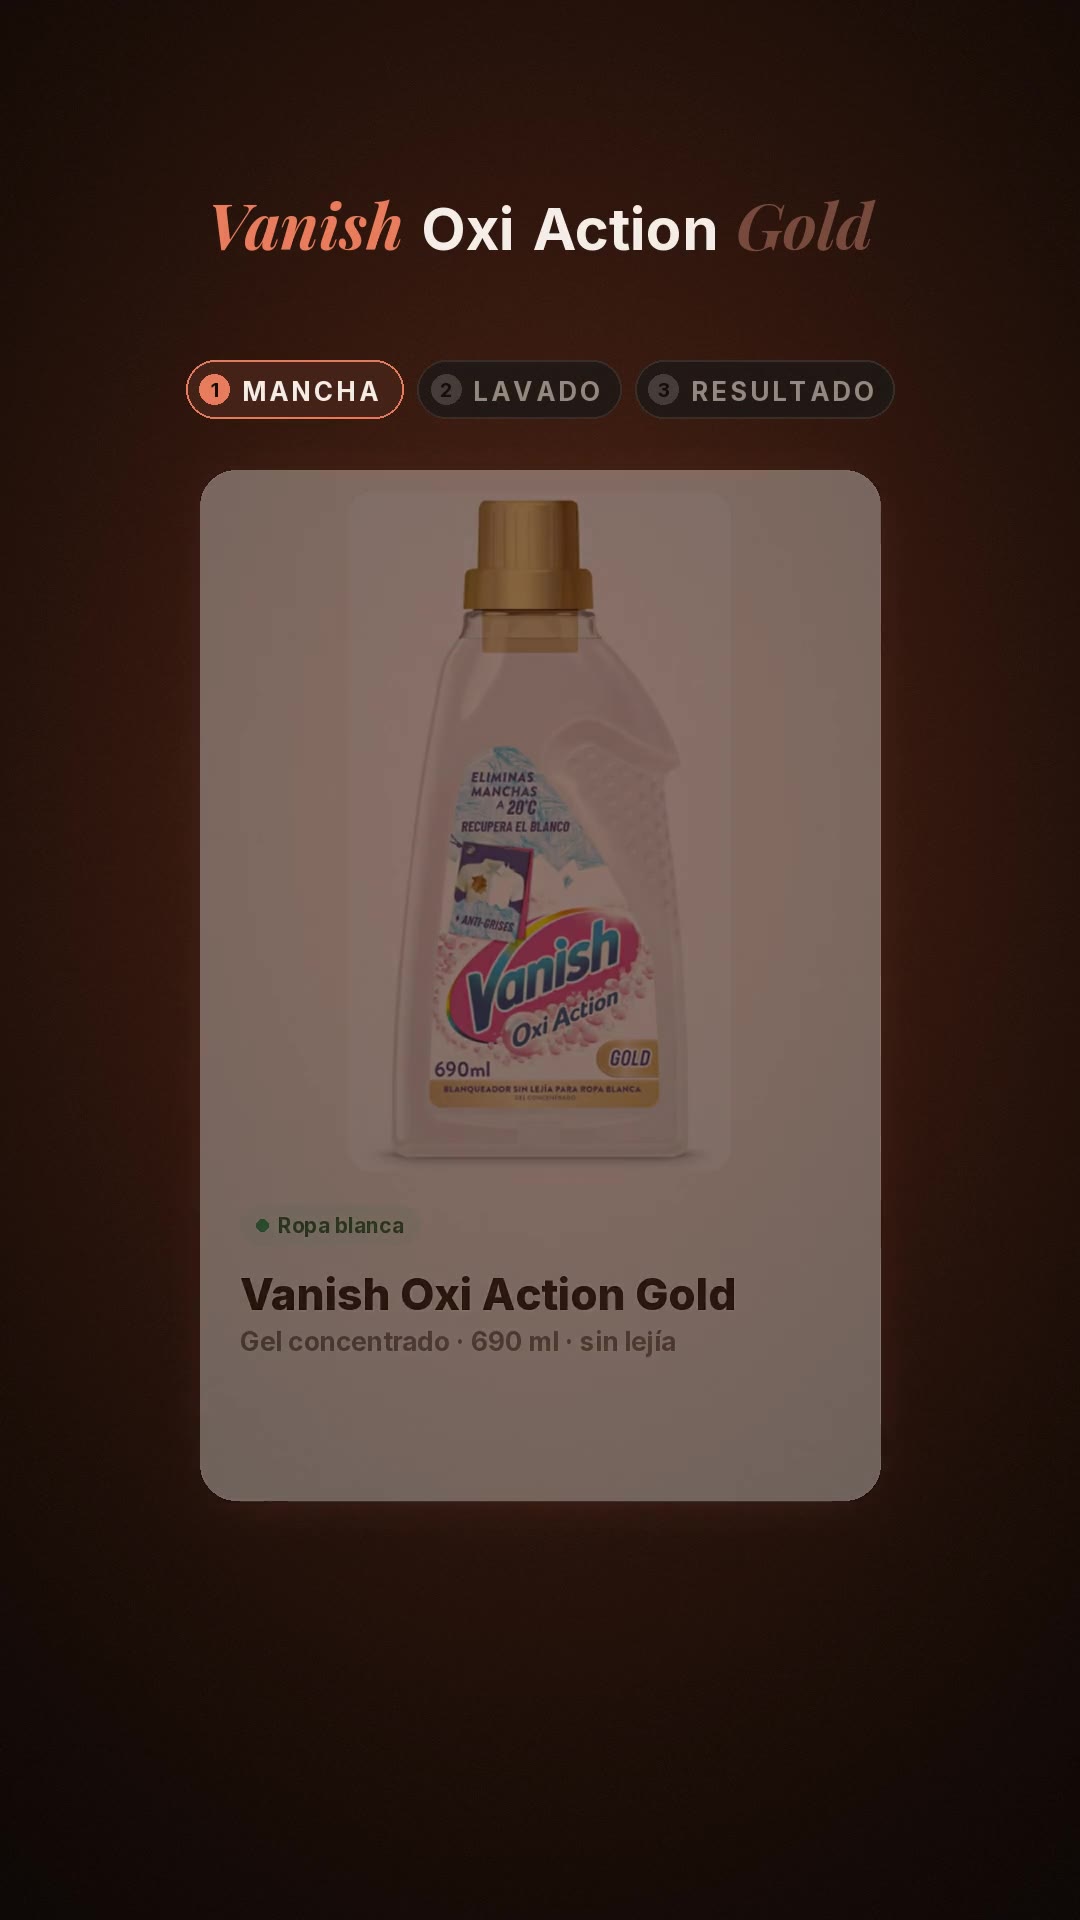 Vanish Oxi Action Gold
1 MANCHA 2 LAVADO 3 RESULTADO
ELIMINAS
MANCHAS
A 20°C
RECUPERA EL BLANCO
+ ANTI-GRISES
Vanish
Oxi Action
GOLD
690ml
BLANQUEADOR SIN LEJÍA PARA ROPA BLANCA
GEL CONCENTRADO
Ropa blanca
Vanish Oxi Action Gold
Gel concentrado · 690 ml · sin lejía